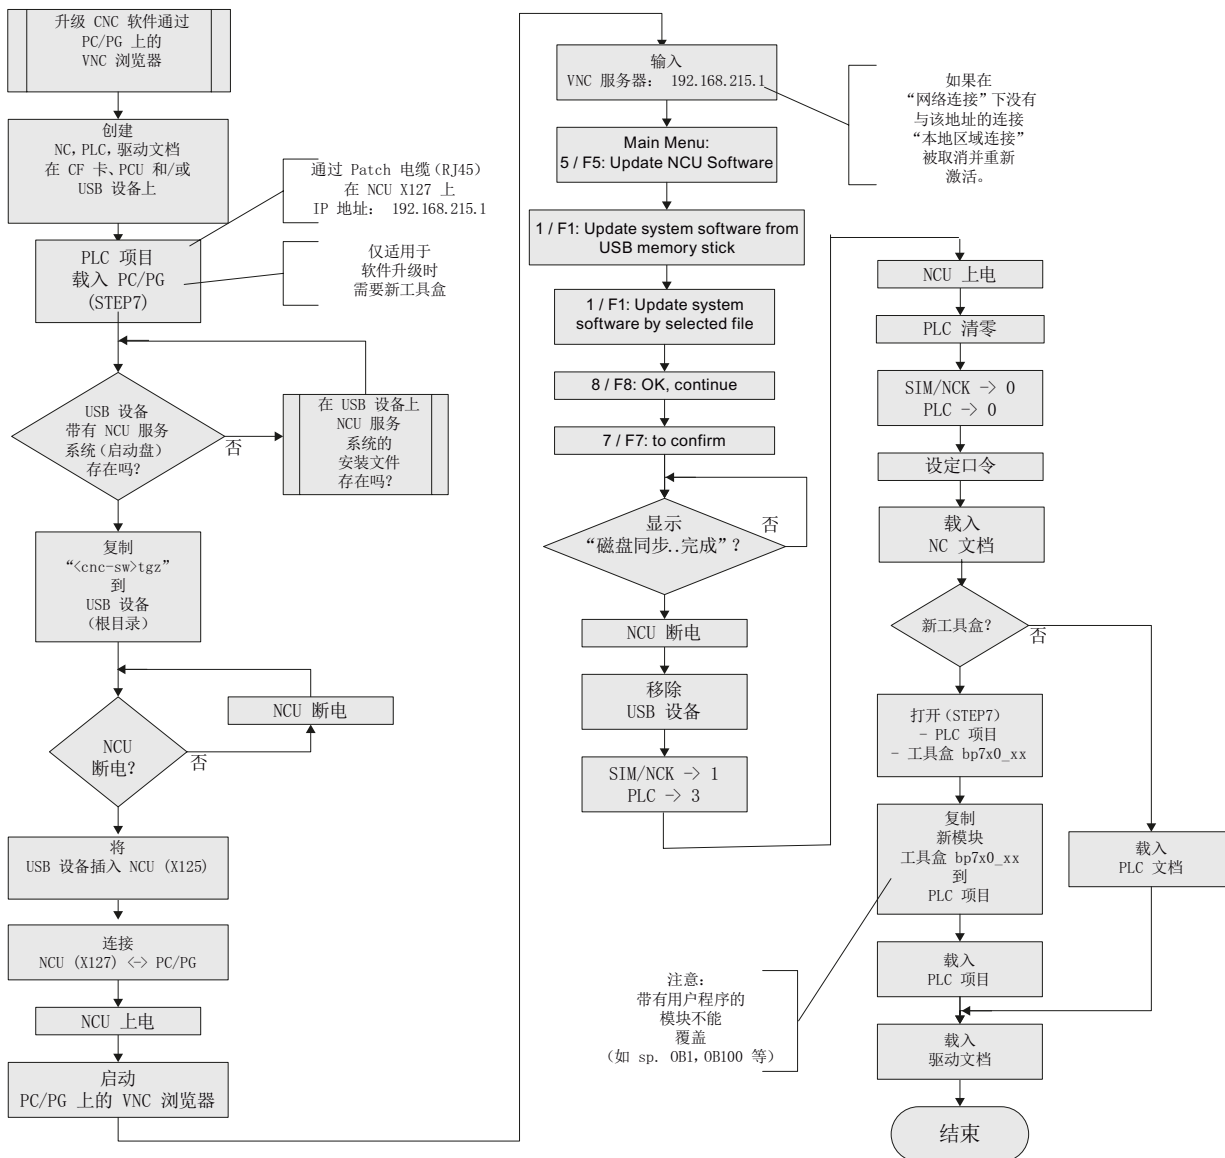 升级 CNC 软件通过
PC/PG 上的
VNC 浏览器
创建
NC, PLC, 驱动文档
在 CF 卡、PCU 和/或
USB 设备上
通过 Patch 电缆(RJ45)
在 NCU X127 上
IP 地址: 192.168.215.1
PLC 项目
载入 PC/PG
(STEP7)
仅适用于
软件升级时
需要新工具盒
USB 设备
带有 NCU 服务
系统(启动盘)
存在吗?
否
在 USB 设备上
NCU 服务
系统的
安装文件
存在吗?
复制
“<cnc-sw>tgz”
到
USB 设备
(根目录)
NCU 断电
NCU
断电?
否
将
USB 设备插入 NCU (X125)
连接
NCU (X127) <-> PC/PG
NCU 上电
启动
PC/PG 上的 VNC 浏览器
输入
VNC 服务器: 192.168.215.1
如果在
“网络连接”下没有
与该地址的连接
“本地区域连接”
被取消并重新
激活。
Main Menu:
5 / F5: Update NCU Software
1 / F1: Update system software from
USB memory stick
1 / F1: Update system
software by selected file
8 / F8: OK, continue
7 / F7: to confirm
显示
“磁盘同步..完成”?
否
NCU 断电
移除
USB 设备
SIM/NCK -> 1
PLC -> 3
NCU 上电
PLC 清零
SIM/NCK -> 0
PLC -> 0
设定口令
载入
NC 文档
新工具盒?
否
打开(STEP7)
- PLC 项目
- 工具盒 bp7x0_xx
复制
新模块
工具盒 bp7x0_xx
到
PLC 项目
载入
PLC 文档
注意:
带有用户程序的
模块不能
覆盖
(如 sp. OB1, OB100 等)
载入
PLC 项目
载入
驱动文档
结束